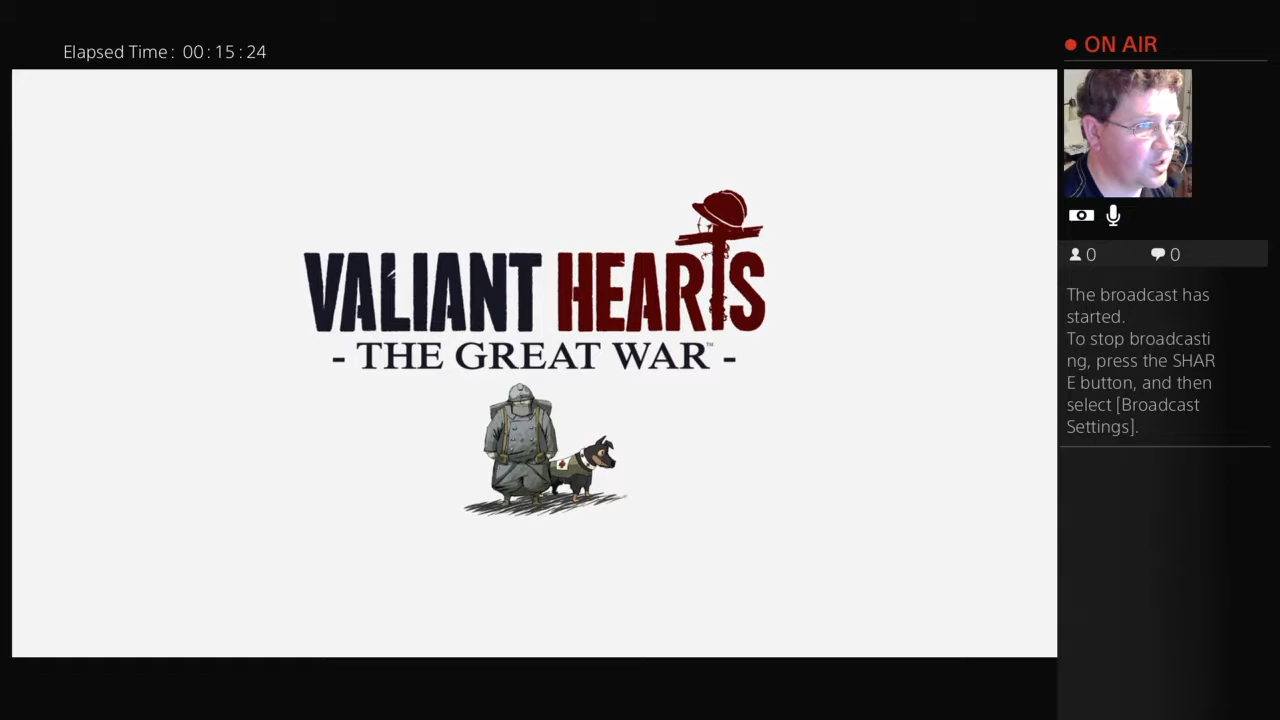 Elapsed Time: 00:15:24
ON AIR
VALIANT HEARTS
- THE GREAT WAR™ -
0 0
The broadcast has
started.
To stop broadcasti
ng, press the SHAR
E button, and then
select [Broadcast
Settings].